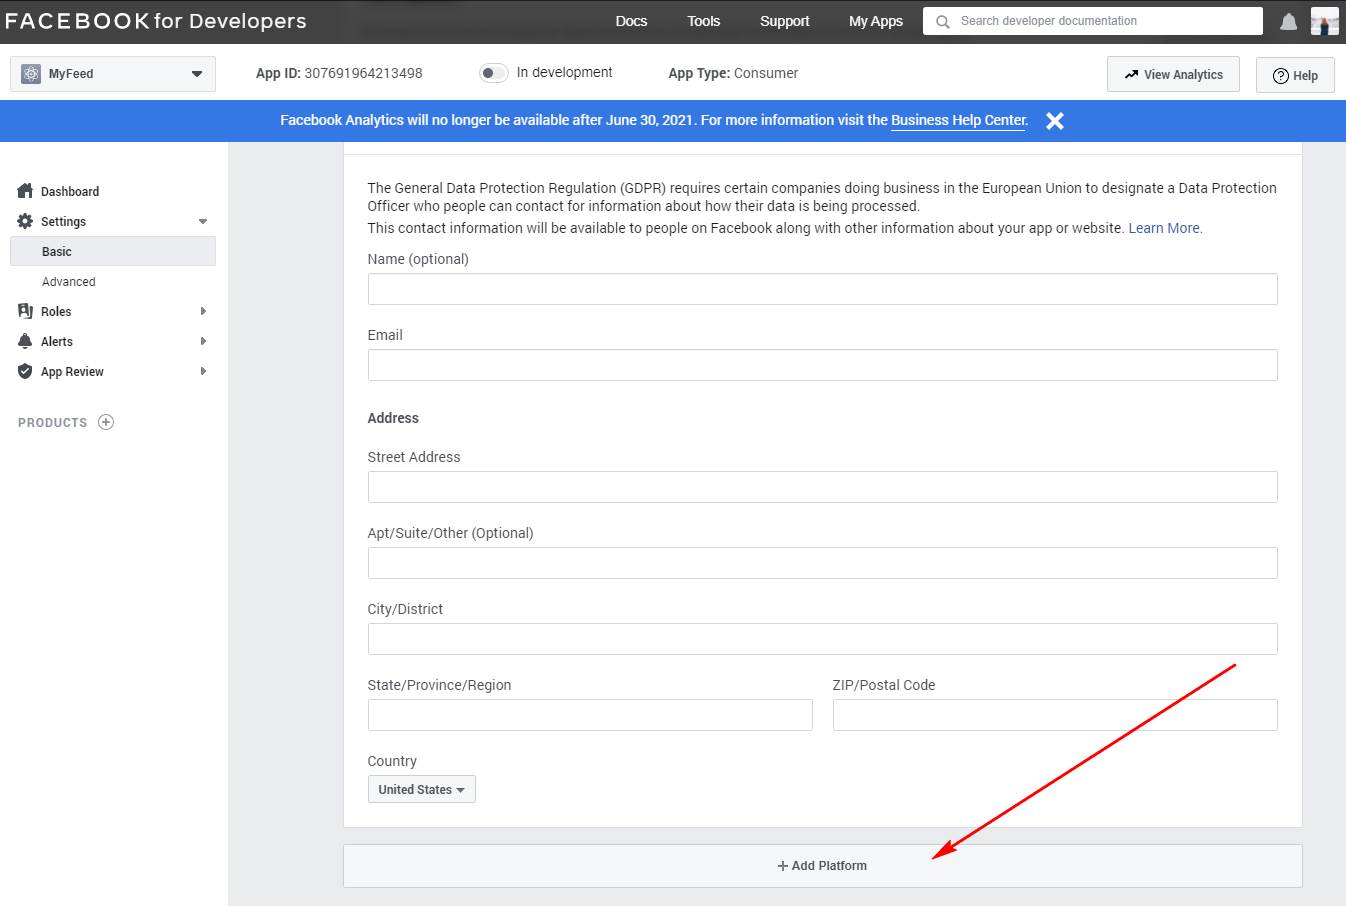 FACEBOOK for Developers
Docs
Tools
Support
My Apps
Search developer documentation
MyFeed
App ID: 307691964213498
In development
App Type: Consumer
View Analytics
Help
Facebook Analytics will no longer be available after June 30, 2021. For more information visit the Business Help Center.
Dashboard
Settings
Basic
Advanced
Roles
Alerts
App Review
PRODUCTS
The General Data Protection Regulation (GDPR) requires certain companies doing business in the European Union to designate a Data Protection
Officer who people can contact for information about how their data is being processed.
This contact information will be available to people on Facebook along with other information about your app or website. Learn More.
Name (optional)
Email
Address
Street Address
Apt/Suite/Other (Optional)
City/District
State/Province/Region
ZIP/Postal Code
Country
United States
+ Add Platform